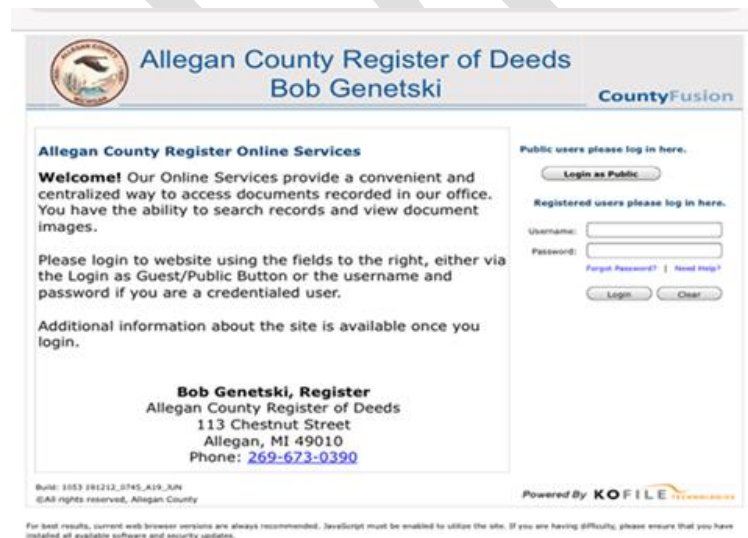 Allegan County Register of Deeds
Bob Genetski
CountyFusion
Allegan County Register Online Services
Welcome! Our Online Services provide a convenient and
centralized way to access documents recorded in our office.
You have the ability to search records and view document
images.
Please login to website using the fields to the right, either via
the Login as Guest/Public Button or the username and
password if you are a credentialed user.
Additional information about the site is available once you
login.
Bob Genetski, Register
Allegan County Register of Deeds
113 Chestnut Street
Allegan, MI 49010
Phone: 269-673-0390
Public users please log in here.
Login as Public
Registered users please log in here.
Username:
Password:
Forgot Password? | Need Help?
Login Clear
Build: 1053 191212_0745_A19_JUN
©All rights reserved, Allegan County
Powered By KOFILE TECHNOLOGIES
For best results, current web browser versions are always recommended. JavaScript must be enabled to utilize the site. If you are having difficulty, please ensure that you have
installed all available software and security updates.